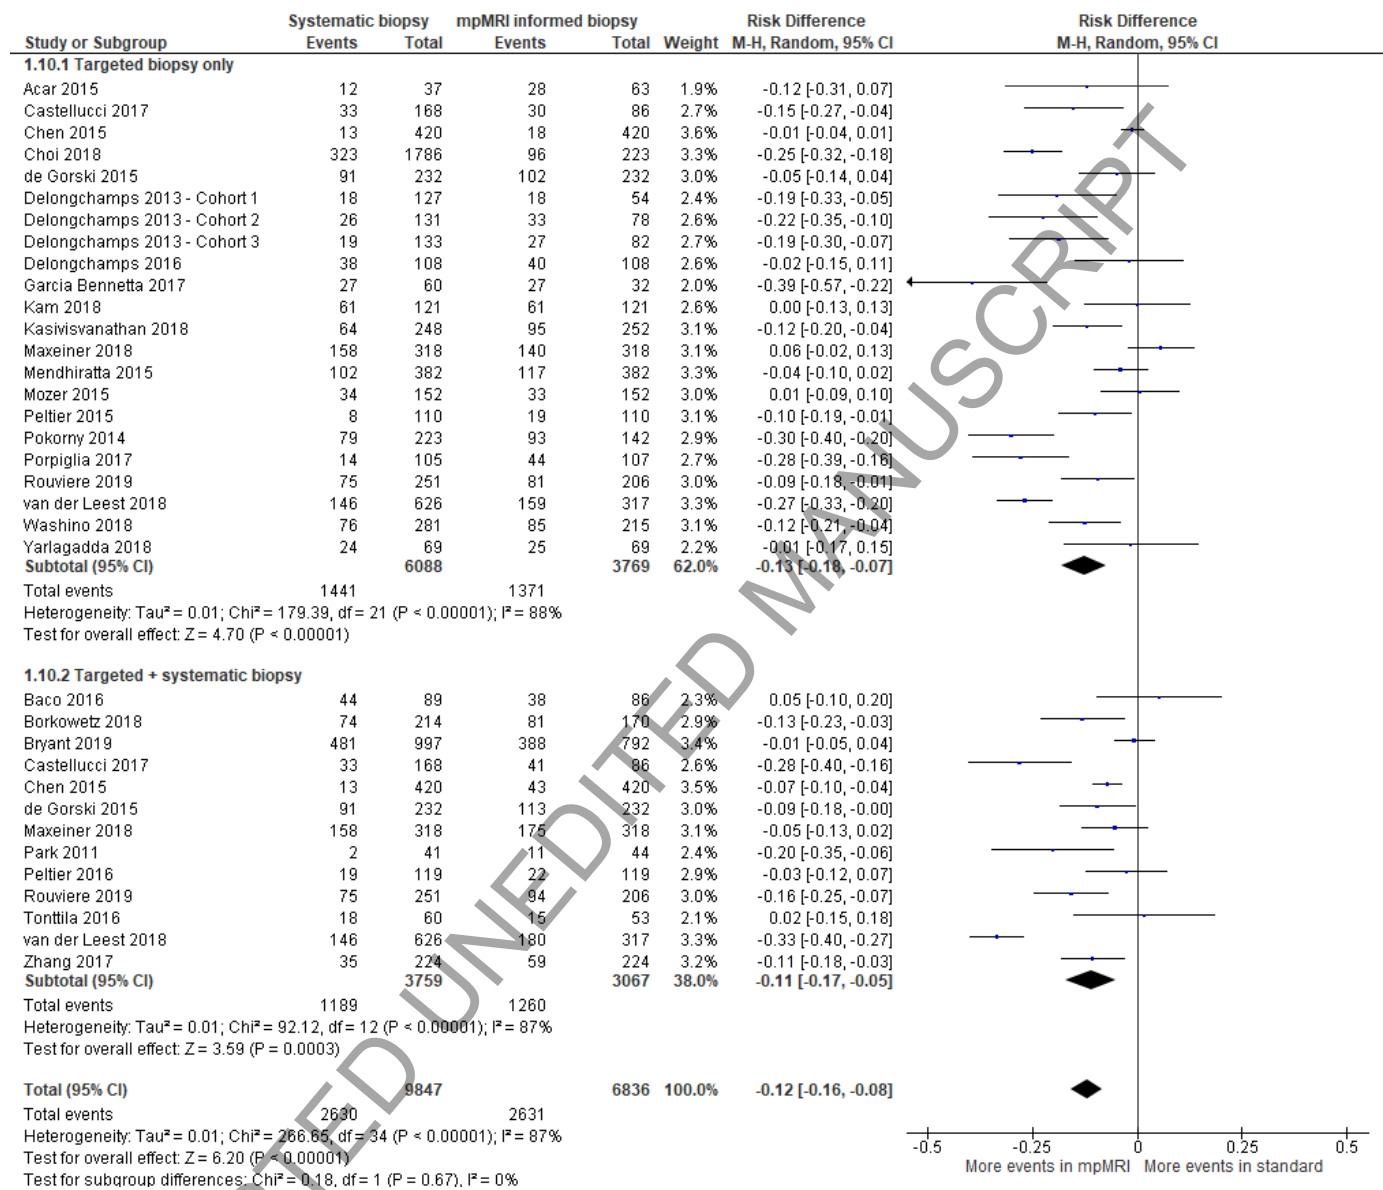 Systematic biopsy mpMRI informed biopsy Risk Difference Risk Difference
Study or Subgroup Events Total Events Total Weight M-H, Random, 95% CI M-H, Random, 95% CI
1.10.1 Targeted biopsy only
Acar 2015 12 37 28 63 1.9% -0.12 [-0.31, 0.07]
Castellucci 2017 33 168 30 86 2.7% -0.15 [-0.27, -0.04]
Chen 2015 13 420 18 420 3.6% -0.01 [-0.04, 0.01]
Choi 2018 323 1786 96 223 3.3% -0.25 [-0.32, -0.18]
de Gorski 2015 91 232 102 232 3.0% -0.05 [-0.14, 0.04]
Delongchamps 2013 - Cohort 1 18 127 18 54 2.4% -0.19 [-0.33, -0.05]
Delongchamps 2013 - Cohort 2 26 131 33 78 2.6% -0.22 [-0.35, -0.10]
Delongchamps 2013 - Cohort 3 19 133 27 82 2.7% -0.19 [-0.30, -0.07]
Delongchamps 2016 38 108 40 108 2.6% -0.02 [-0.15, 0.11]
Garcia Bennetta 2017 27 60 27 32 2.0% -0.39 [-0.57, -0.22]
Kam 2018 61 121 61 121 2.6% 0.00 [-0.13, 0.13]
Kasivisvanathan 2018 64 248 95 252 3.1% -0.12 [-0.20, -0.04]
Maxeiner 2018 158 318 140 318 3.1% 0.06 [-0.02, 0.13]
Mendhiratta 2015 102 382 117 382 3.3% -0.04 [-0.10, 0.02]
Mozer 2015 34 152 33 152 3.0% 0.01 [-0.09, 0.10]
Peltier 2015 8 110 19 110 3.1% -0.10 [-0.19, -0.01]
Pokorny 2014 79 223 93 142 2.9% -0.30 [-0.40, -0.20]
Porpiglia 2017 14 105 44 107 2.7% -0.28 [-0.39, -0.16]
Rouviere 2019 75 251 81 206 3.0% -0.09 [-0.18, -0.01]
van der Leest 2018 146 626 159 317 3.3% -0.27 [-0.33, -0.20]
Washino 2018 76 281 85 215 3.1% -0.12 [-0.21, -0.04]
Yarlagadda 2018 24 69 25 69 2.2% -0.01 [-0.17, 0.15]
Subtotal (95% CI) 6088 3769 62.0% -0.13 [-0.18, -0.07]
Total events 1441 1371
Heterogeneity: Tau² = 0.01; Chi² = 179.39, df = 21 (P < 0.00001); I² = 88%
Test for overall effect: Z = 4.70 (P < 0.00001)
1.10.2 Targeted + systematic biopsy
Baco 2016 44 89 38 86 2.3% 0.05 [-0.10, 0.20]
Borkowetz 2018 74 214 81 170 2.9% -0.13 [-0.23, -0.03]
Bryant 2019 481 997 388 792 3.4% -0.01 [-0.05, 0.04]
Castellucci 2017 33 168 41 86 2.6% -0.28 [-0.40, -0.16]
Chen 2015 13 420 43 420 3.5% -0.07 [-0.10, -0.04]
de Gorski 2015 91 232 113 232 3.0% -0.09 [-0.18, -0.00]
Maxeiner 2018 158 318 175 318 3.1% -0.05 [-0.13, 0.02]
Park 2011 2 41 11 44 2.4% -0.20 [-0.35, -0.06]
Peltier 2016 19 119 22 119 2.9% -0.03 [-0.12, 0.07]
Rouviere 2019 75 251 94 206 3.0% -0.16 [-0.25, -0.07]
Tonttila 2016 18 60 15 53 2.1% 0.02 [-0.15, 0.18]
van der Leest 2018 146 626 180 317 3.3% -0.33 [-0.40, -0.27]
Zhang 2017 35 224 59 224 3.2% -0.11 [-0.18, -0.03]
Subtotal (95% CI) 3759 3067 38.0% -0.11 [-0.17, -0.05]
Total events 1189 1260
Heterogeneity: Tau² = 0.01; Chi² = 92.12, df = 12 (P < 0.00001); I² = 87%
Test for overall effect: Z = 3.59 (P = 0.0003)
Total (95% CI) 9847 6836 100.0% -0.12 [-0.16, -0.08]
Total events 2630 2631
Heterogeneity: Tau² = 0.01; Chi² = 266.65, df = 34 (P < 0.00001); I² = 87%
Test for overall effect: Z = 6.20 (P < 0.00001)
Test for subgroup differences: Chi² = 0.18, df = 1 (P = 0.67), I² = 0%
-0.5 -0.25 0 0.25 0.5
More events in mpMRI More events in standard
PTED UNEDITED MANUSCRIPT